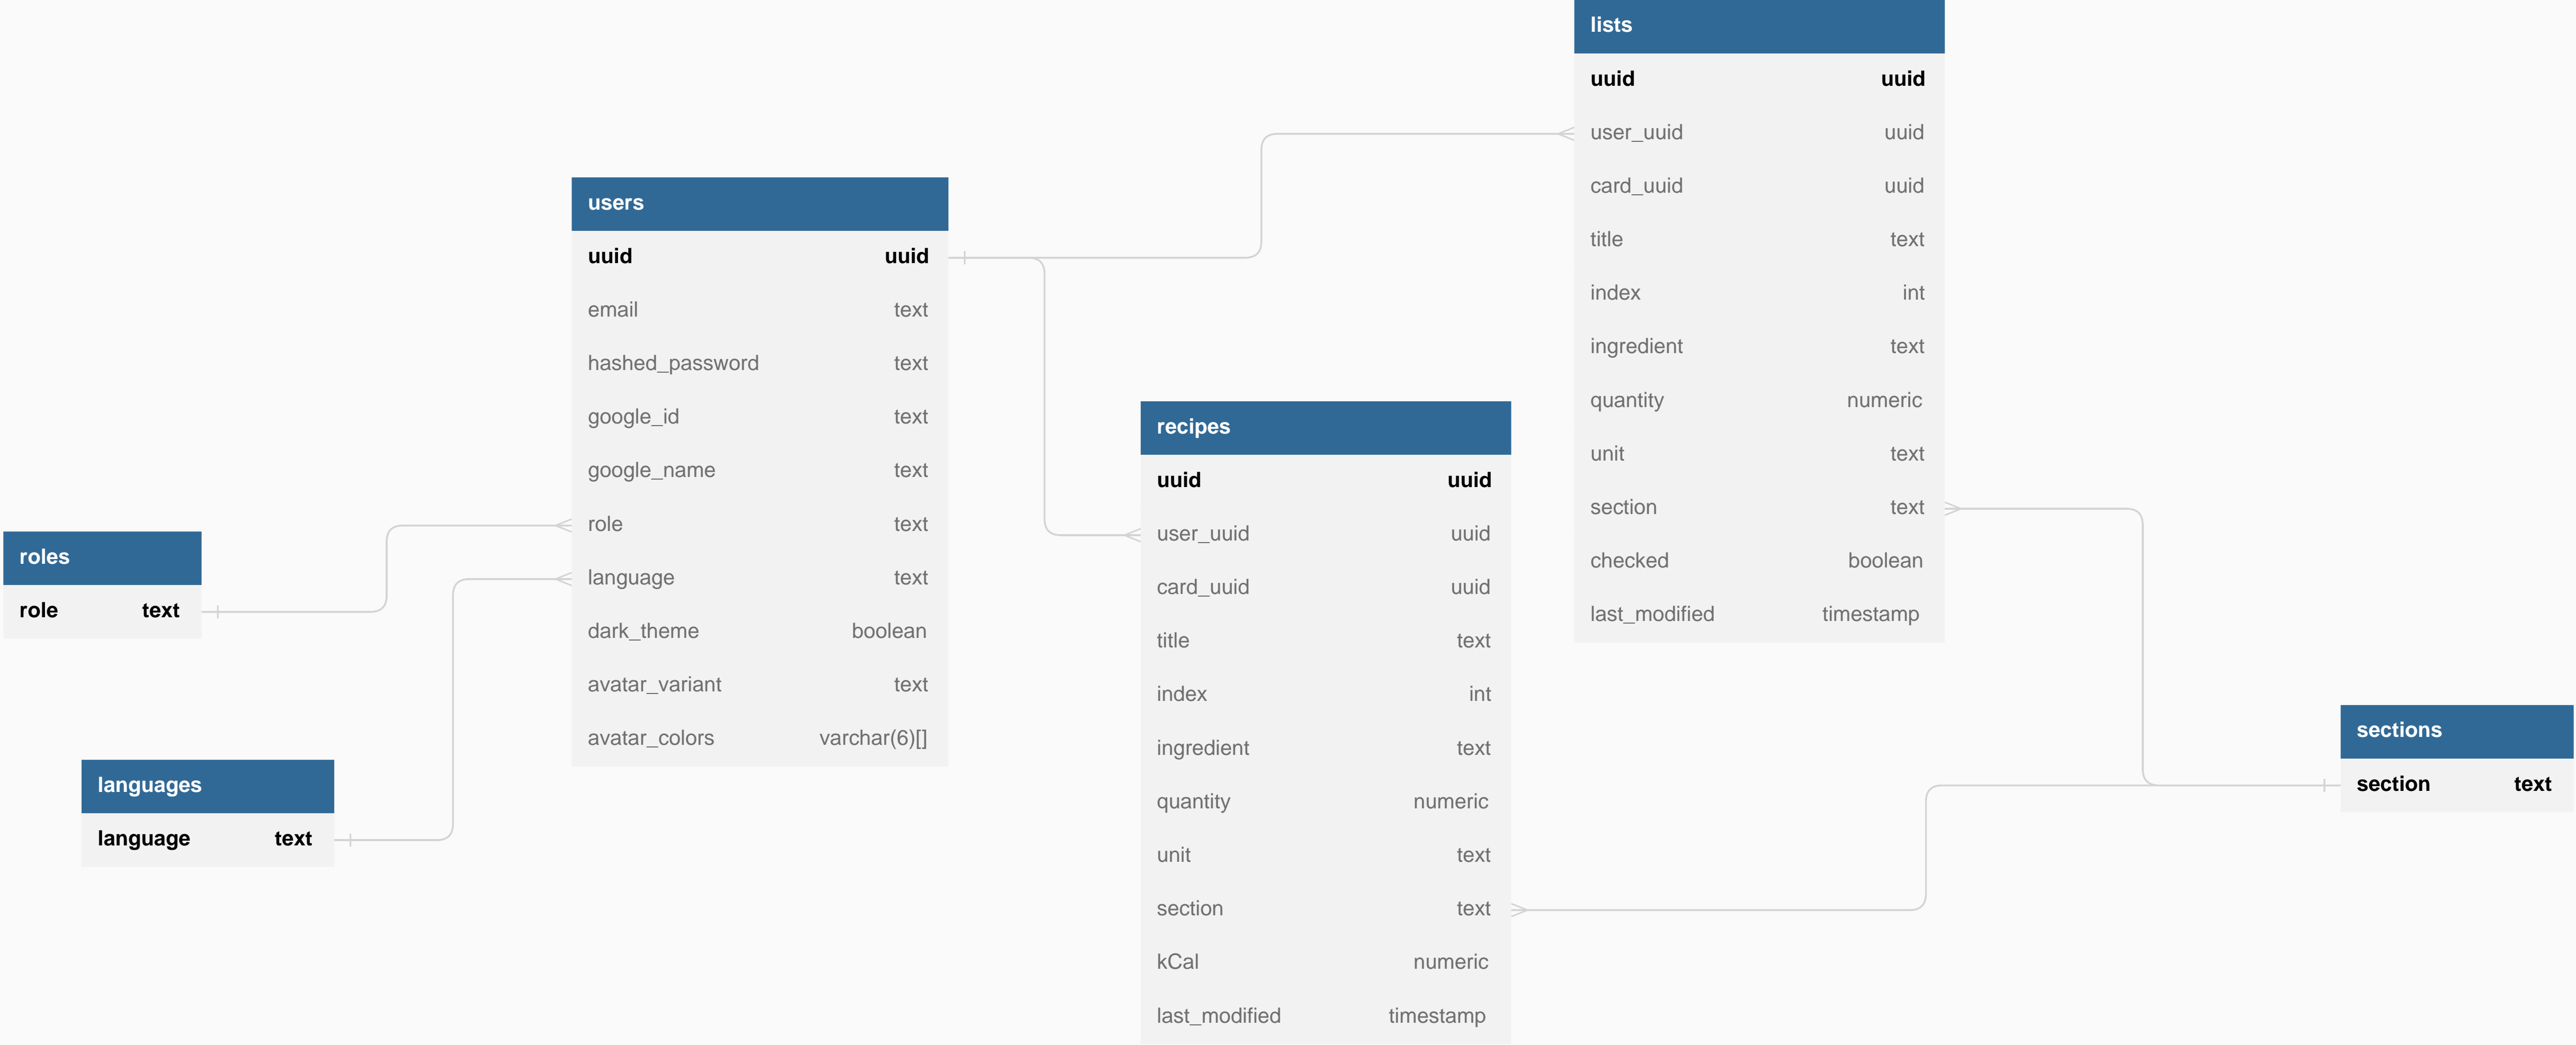 lists
uuid uuid
user_uuid uuid
card_uuid uuid
title text
index int
ingredient text
quantity numeric
unit text
section text
checked boolean
last_modified timestamp
users
uuid uuid
email text
hashed_password text
google_id text
google_name text
role text
language text
dark_theme boolean
avatar_variant text
avatar_colors varchar(6)[]
recipes
uuid uuid
user_uuid uuid
card_uuid uuid
title text
index int
ingredient text
quantity numeric
unit text
section text
kCal numeric
last_modified timestamp
roles
role text
languages
language text
sections
section text